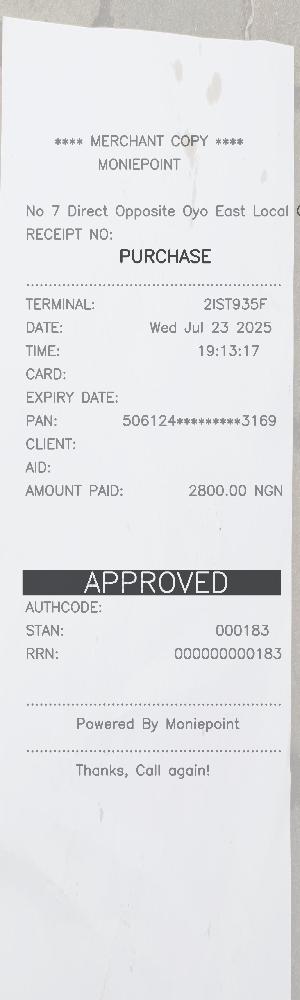 **** MERCHANT COPY ****
MONIEPOINT
No 7 Direct Opposite Oyo East Local
RECEIPT NO:
PURCHASE
TERMINAL: 2IST935F
DATE: Wed Jul 23 2025
TIME: 19:13:17
CARD:
EXPIRY DATE:
PAN: 506124*********3169
CLIENT:
AID:
AMOUNT PAID: 2800.00 NGN
APPROVED
AUTHCODE:
STAN: 000183
RRN: 000000000183
Powered By Moniepoint
Thanks, Call again!